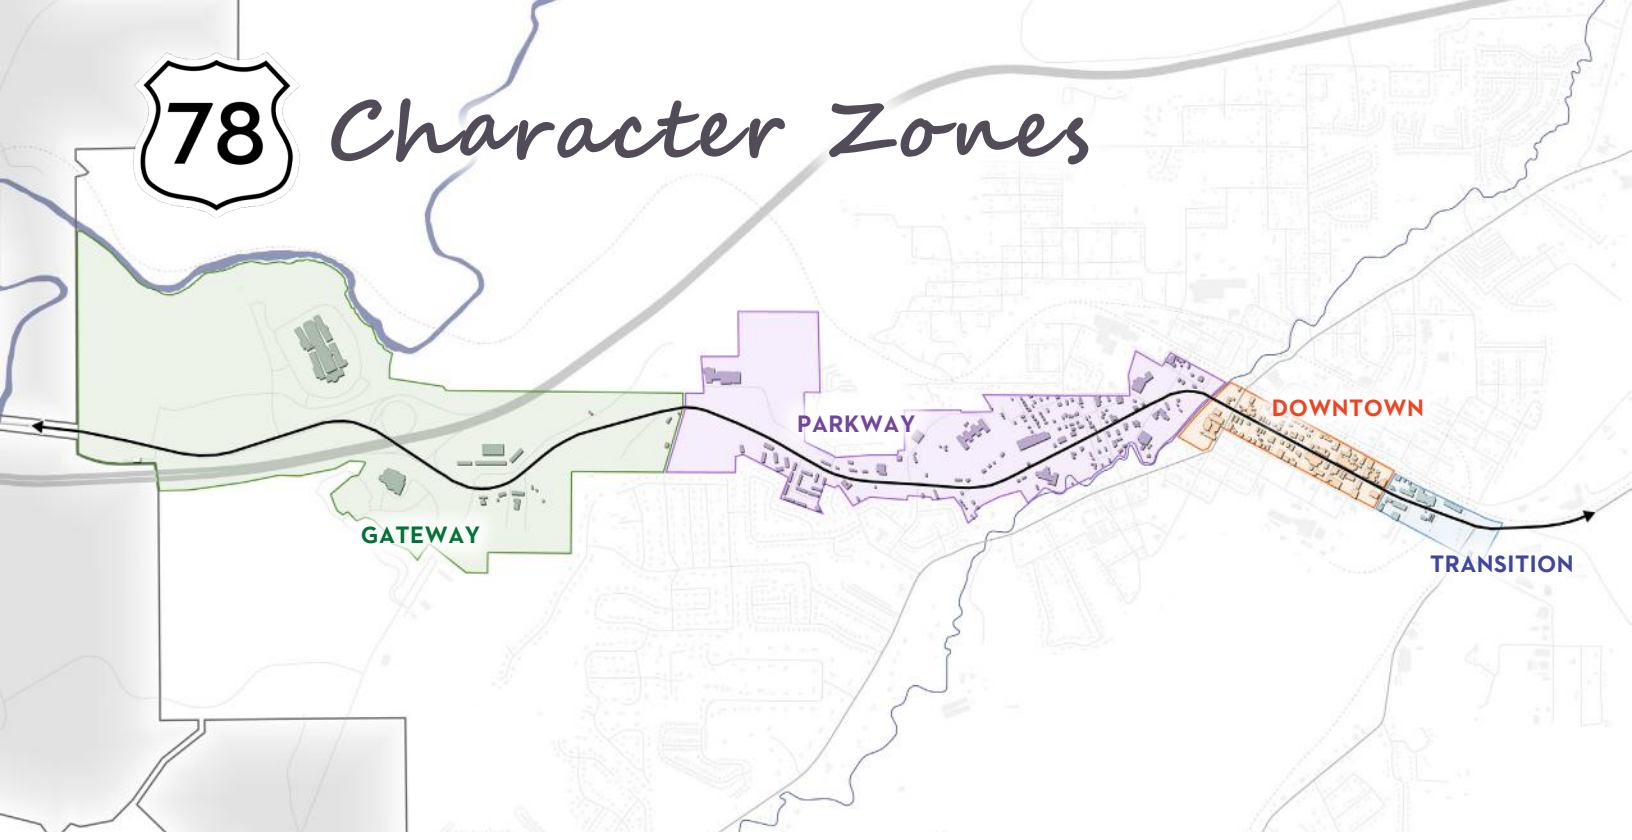 78
Character Zones
PARKWAY
DOWNTOWN
GATEWAY
TRANSITION